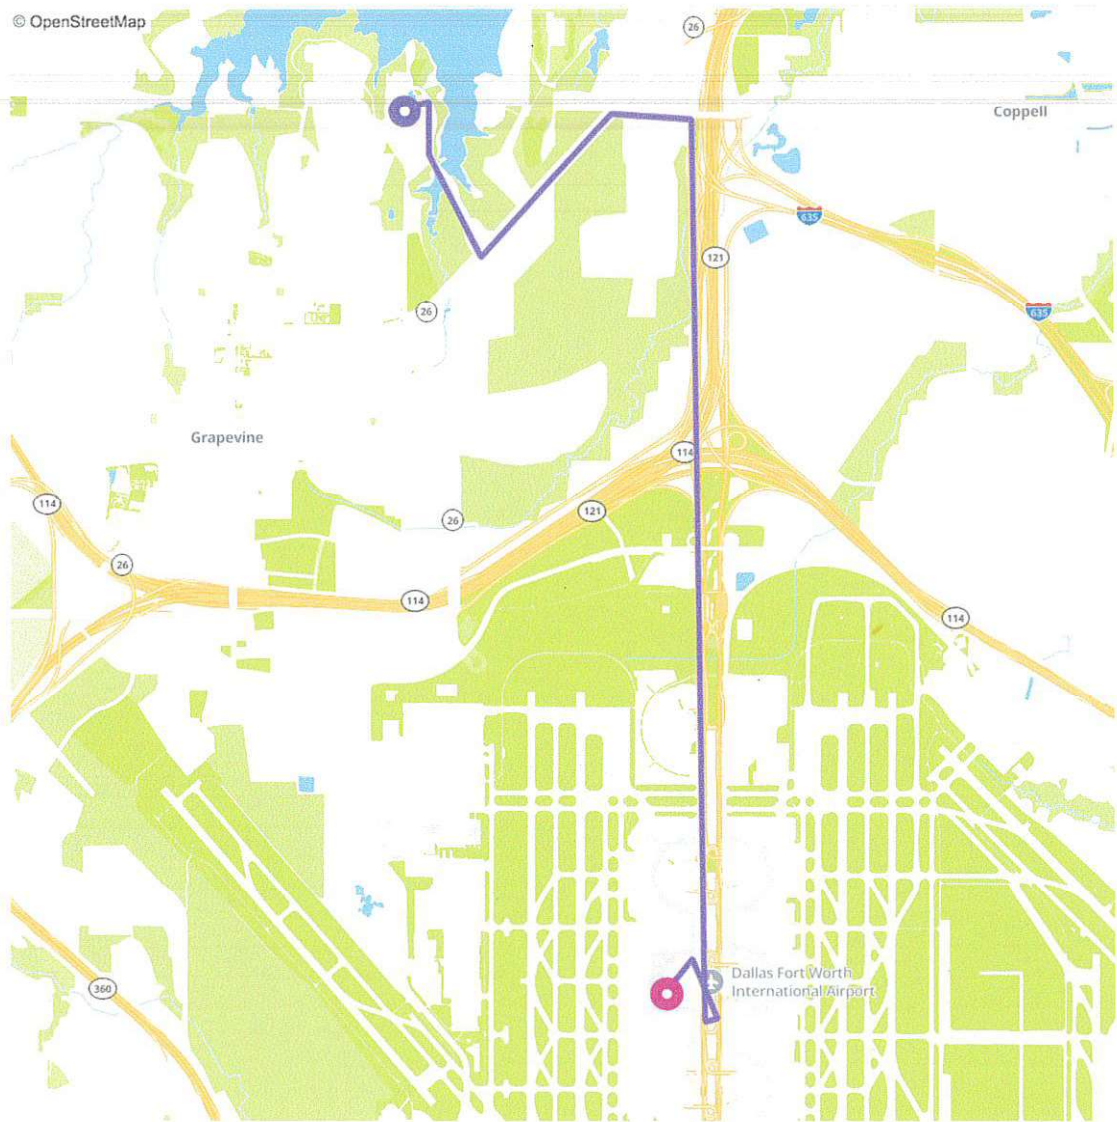 © OpenStreetMap
26
Coppell
635
121
635
26
Grapevine
114
114
121
26
26
114
114
Dallas Fort Worth
International Airport
360